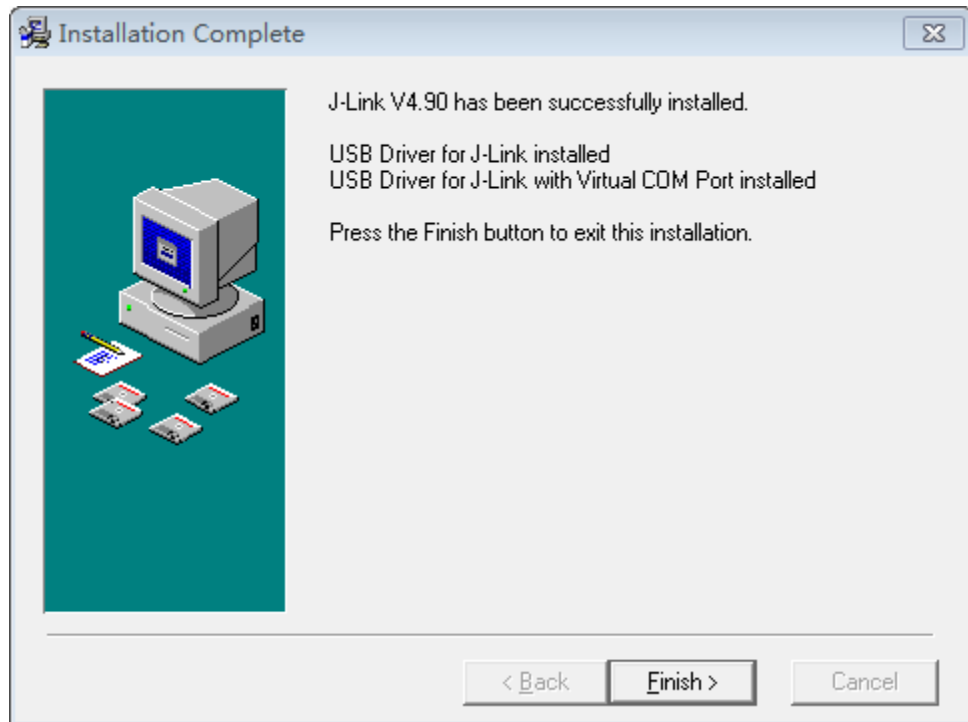 Installation Complete
J-Link V4.90 has been successfully installed.
USB Driver for J-Link installed
USB Driver for J-Link with Virtual COM Port installed
Press the Finish button to exit this installation.
< Back
Finish >
Cancel